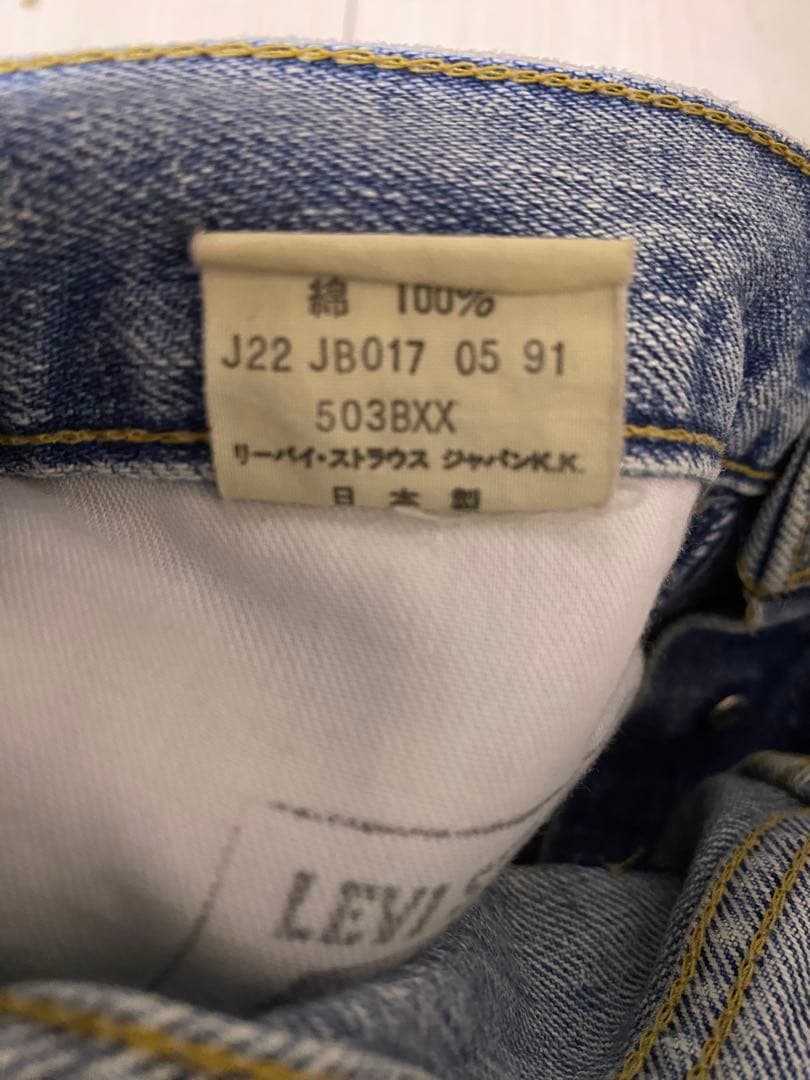 綿 100%
J22 JB017 05 91
503BXX
リーバイ・ストラウス ジャパンK.K.
日本製
LEVI